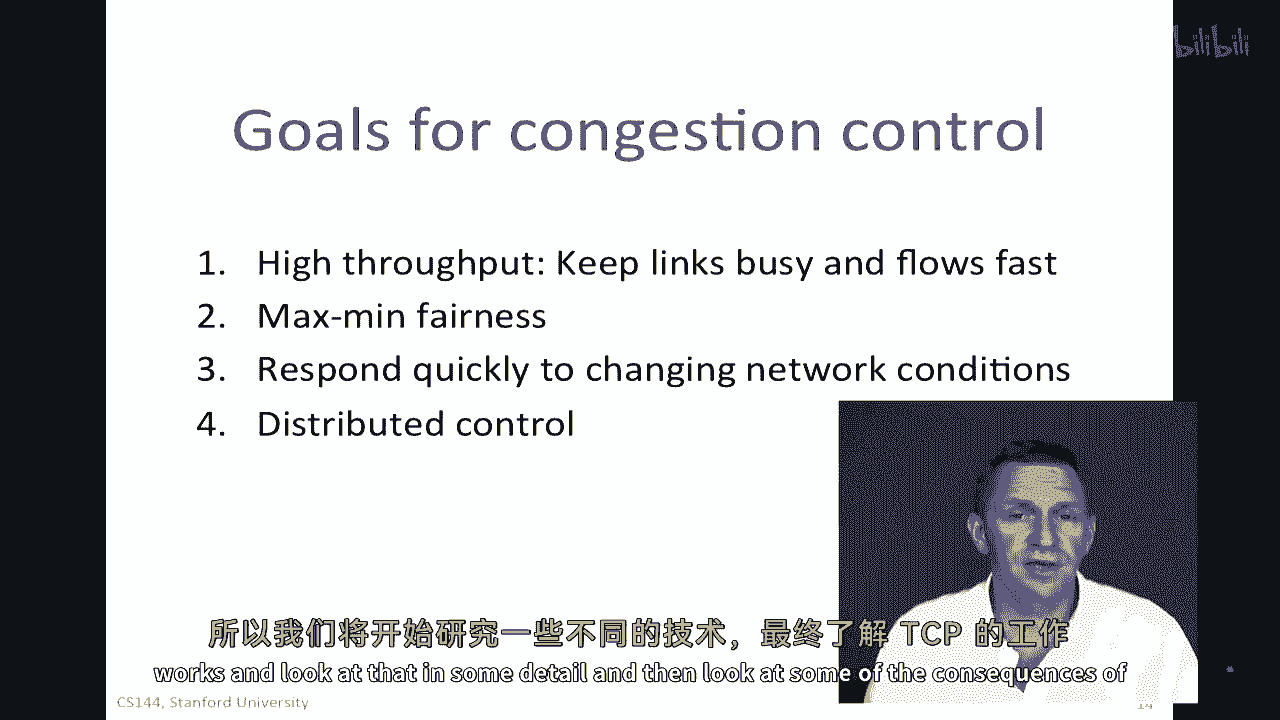 bilibili
Goals for congestion control
1. High throughput: Keep links busy and flows fast
2. Max-min fairness
3. Respond quickly to changing network conditions
4. Distributed control
所以我们将开始研究一些不同的技术，最终了解 TCP 的工作
works and look at that in some detail and then look at some of the consequences of
CS144, Stanford University
14